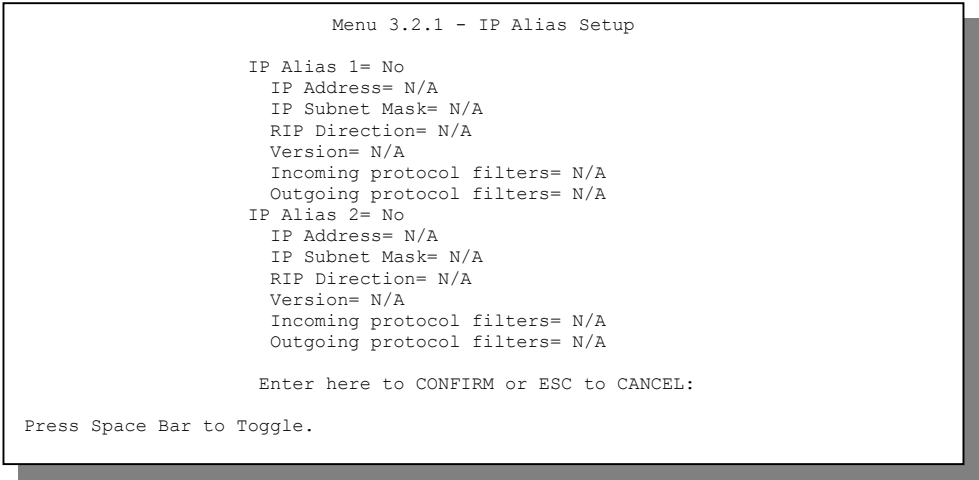 Menu 3.2.1 - IP Alias Setup
IP Alias 1= No
IP Address= N/A
IP Subnet Mask= N/A
RIP Direction= N/A
Version= N/A
Incoming protocol filters= N/A
Outgoing protocol filters= N/A
IP Alias 2= No
IP Address= N/A
IP Subnet Mask= N/A
RIP Direction= N/A
Version= N/A
Incoming protocol filters= N/A
Outgoing protocol filters= N/A
Enter here to CONFIRM or ESC to CANCEL:
Press Space Bar to Toggle.